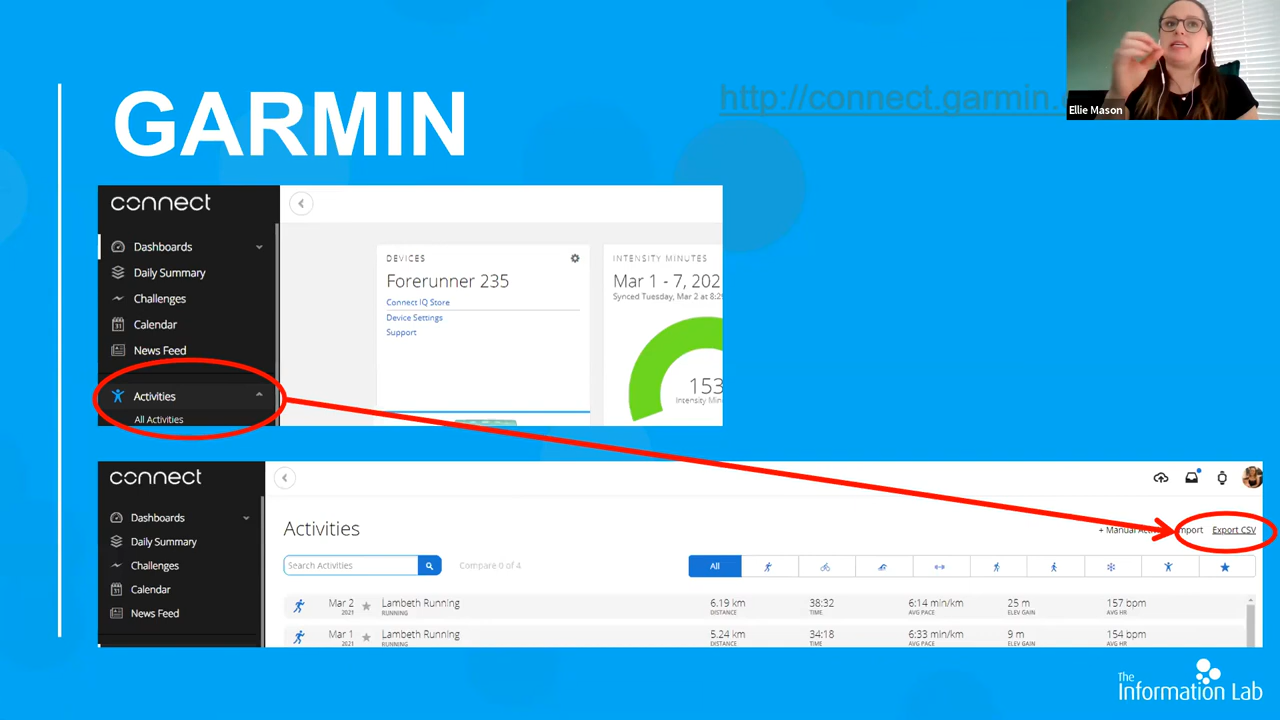 GARMIN
http://connect.garmin.
Ellie Mason
connect
Dashboards
Daily Summary
Challenges
Calendar
News Feed
Activities
All Activities
DEVICES
Forerunner 235
Connect IQ Store
Device Settings
Support
INTENSITY MINUTES
Mar 1 - 7, 202
Synced Tuesday, Mar 2 at 8:29
153
Intensity Min
connect
Dashboards
Daily Summary
Challenges
Calendar
News Feed
Activities
+ Manual Import Export CSV
Search Activities Compare 0 of 4 All
Mar 2 Lambeth Running 6.19 km 38:32 6:14 min/km 25 m 157 bpm
2021 RUNNING DISTANCE TIME AVG PACE ELEV GAIN AVG HR
Mar 1 Lambeth Running 5.24 km 34:18 6:33 min/km 9 m 154 bpm
2021 RUNNING DISTANCE TIME AVG PACE ELEV GAIN AVG HR
The
Information Lab